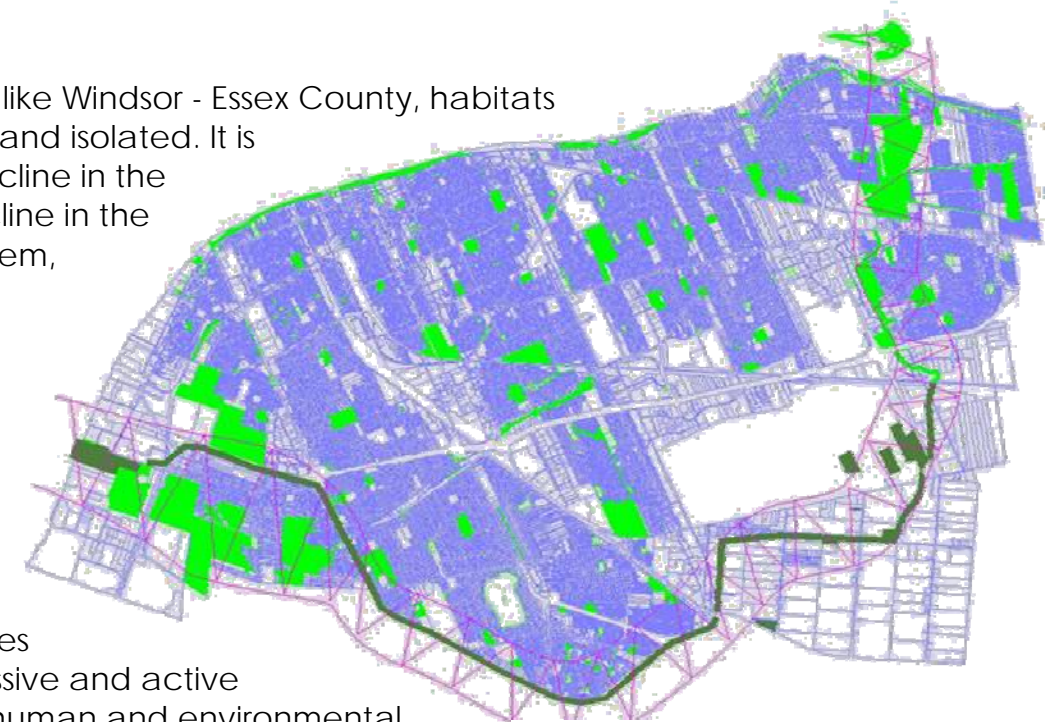 like Windsor - Essex County, habitats
and isolated. It is
cline in the
line in the
em,
es
ssive and active
human and environmental